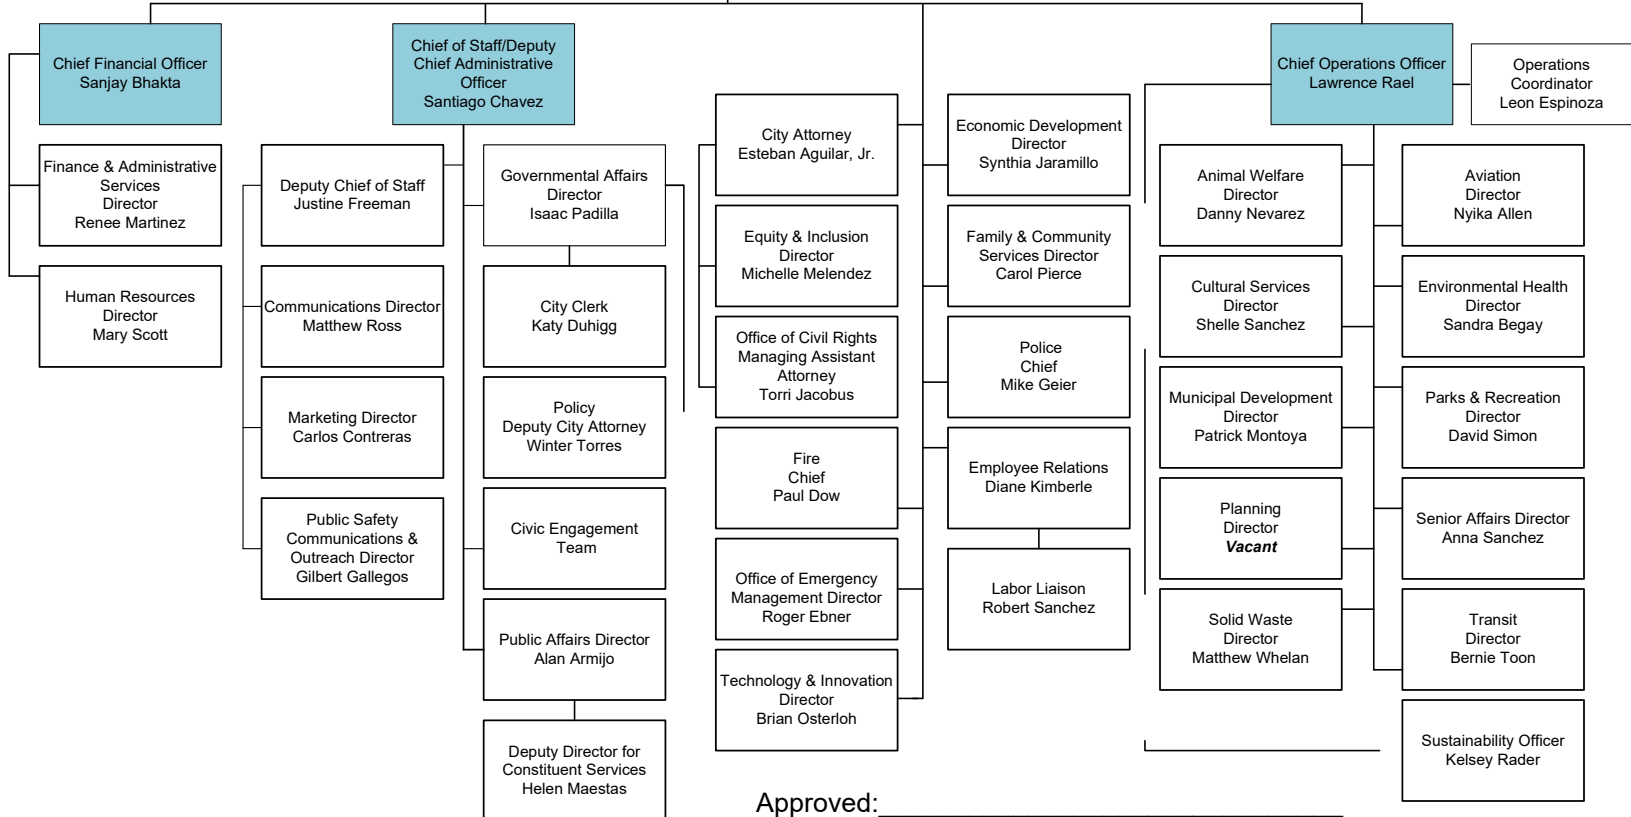 Chief Financial Officer
Sanjay Bhakta
Chief of Staff/Deputy
Chief Administrative
Officer
Santiago Chavez
Chief Operations Officer
Lawrence Rael
Operations
Coordinator
Leon Espinoza
Finance & Administrative
Services
Director
Renee Martinez
Human Resources
Director
Mary Scott
Deputy Chief of Staff
Justine Freeman
Communications Director
Matthew Ross
Marketing Director
Carlos Contreras
Public Safety
Communications &
Outreach Director
Gilbert Gallegos
Governmental Affairs
Director
Isaac Padilla
City Clerk
Katy Duhigg
Policy
Deputy City Attorney
Winter Torres
Civic Engagement
Team
Public Affairs Director
Alan Armijo
Deputy Director for
Constituent Services
Helen Maestas
City Attorney
Esteban Aguilar, Jr.
Equity & Inclusion
Director
Michelle Melendez
Office of Civil Rights
Managing Assistant
Attorney
Torri Jacobus
Fire
Chief
Paul Dow
Office of Emergency
Management Director
Roger Ebner
Technology & Innovation
Director
Brian Osterloh
Economic Development
Director
Synthia Jaramillo
Family & Community
Services Director
Carol Pierce
Police
Chief
Mike Geier
Employee Relations
Diane Kimberle
Labor Liaison
Robert Sanchez
Animal Welfare
Director
Danny Nevarez
Cultural Services
Director
Shelle Sanchez
Municipal Development
Director
Patrick Montoya
Planning
Director
Vacant
Solid Waste
Director
Matthew Whelan
Aviation
Director
Nyika Allen
Environmental Health
Director
Sandra Begay
Parks & Recreation
Director
David Simon
Senior Affairs Director
Anna Sanchez
Transit
Director
Bernie Toon
Sustainability Officer
Kelsey Rader
Approved: